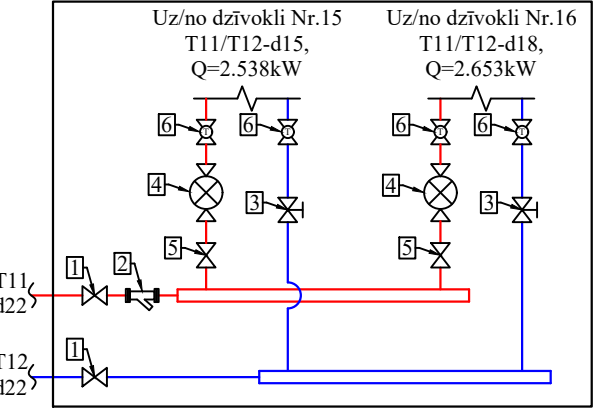 Uz/no dzīvokli Nr.15
T11/T12-d15,
Q=2.538kW
Uz/no dzīvokli Nr.16
T11/T12-d18,
Q=2.653kW
6
T
6
T
6
T
6
T
4
3
4
3
5
5
1
2
T11
d22
1
T12
d22